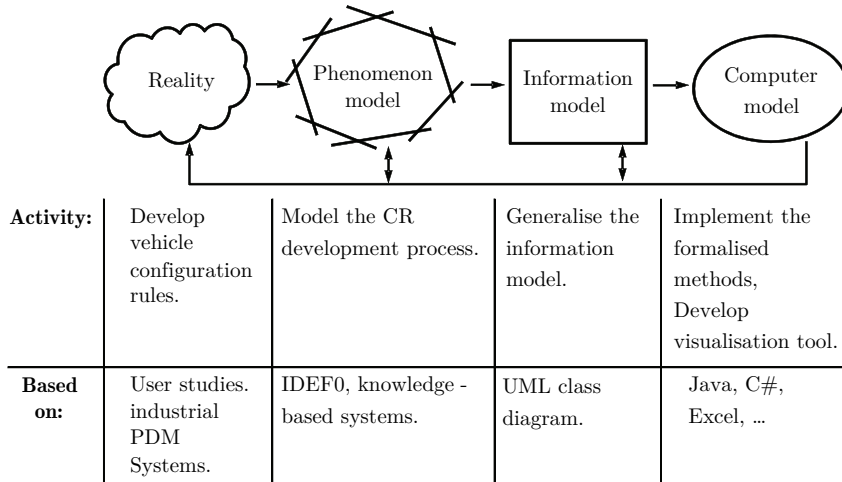 Reality
Phenomenon
model
Information
model
Computer
model
Activity:
Develop
vehicle
configuration
rules.
Model the CR
development process.
Generalise the
information
model.
Implement the
formalised
methods,
Develop
visualisation tool.
Based
on:
User studies.
industrial
PDM
Systems.
IDEF0, knowledge -
based systems.
UML class
diagram.
Java, C#,
Excel, ...